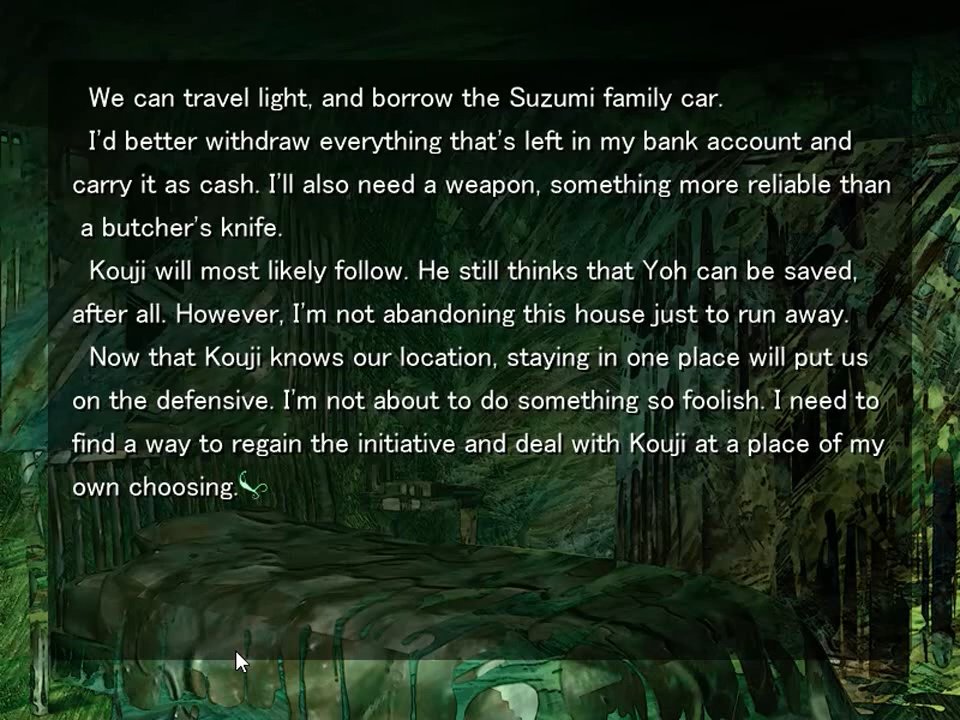 We can travel light, and borrow the Suzumi family car.
I'd better withdraw everything that's left in my bank account and
carry it as cash. I'll also need a weapon, something more reliable than
a butcher's knife.
Kouji will most likely follow. He still thinks that Yoh can be saved,
after all. However, I'm not abandoning this house just to run away.
Now that Kouji knows our location, staying in one place will put us
on the defensive. I'm not about to do something so foolish. I need to
find a way to regain the initiative and deal with Kouji at a place of my
own choosing.